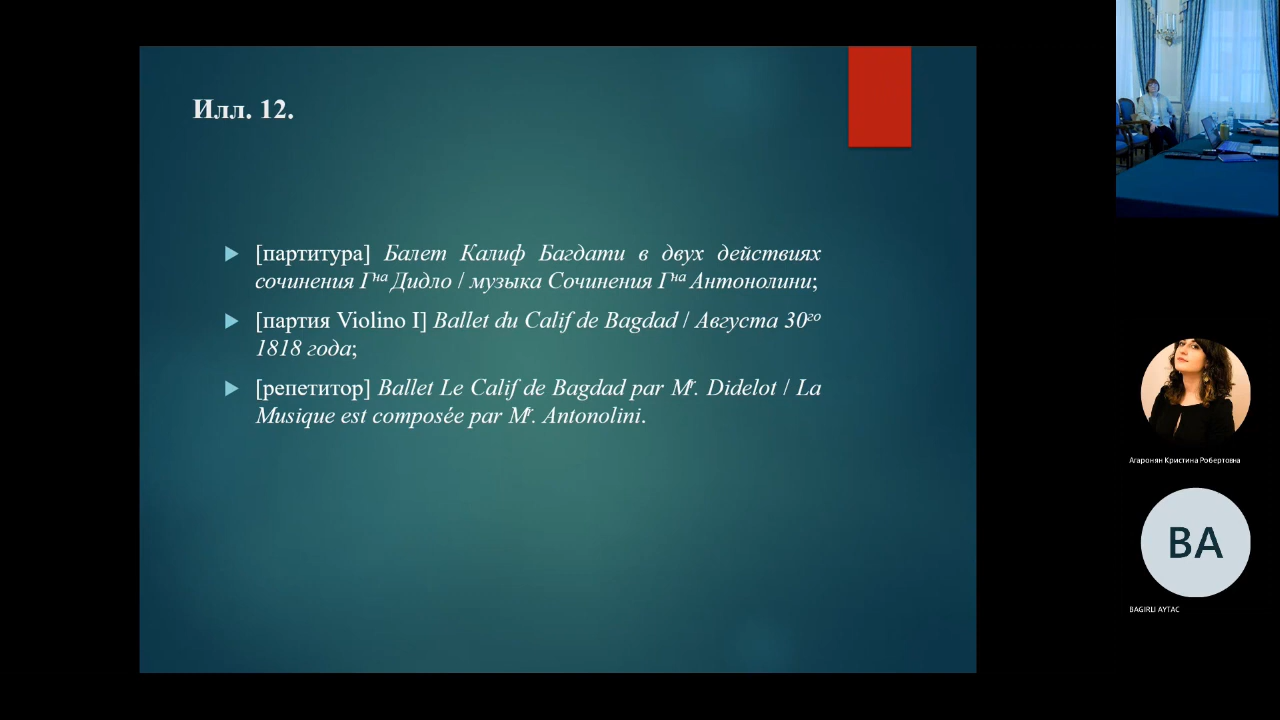 Илл. 12.
[партитура] Балет Калиф Багдати в двух действиях
сочинения Гⁿᵃ Дидло / музыка Сочинения Гⁿᵃ Антонолини;
[партия Violino I] Ballet du Calif de Bagdad / Августа 30го
1818 года;
[репетитор] Ballet Le Calif de Bagdad par Mʳ. Didelot / La
Musique est composée par Mʳ. Antonolini.
Агаронян Кристина Робертовна
BA
BAGIRLI AYTAC